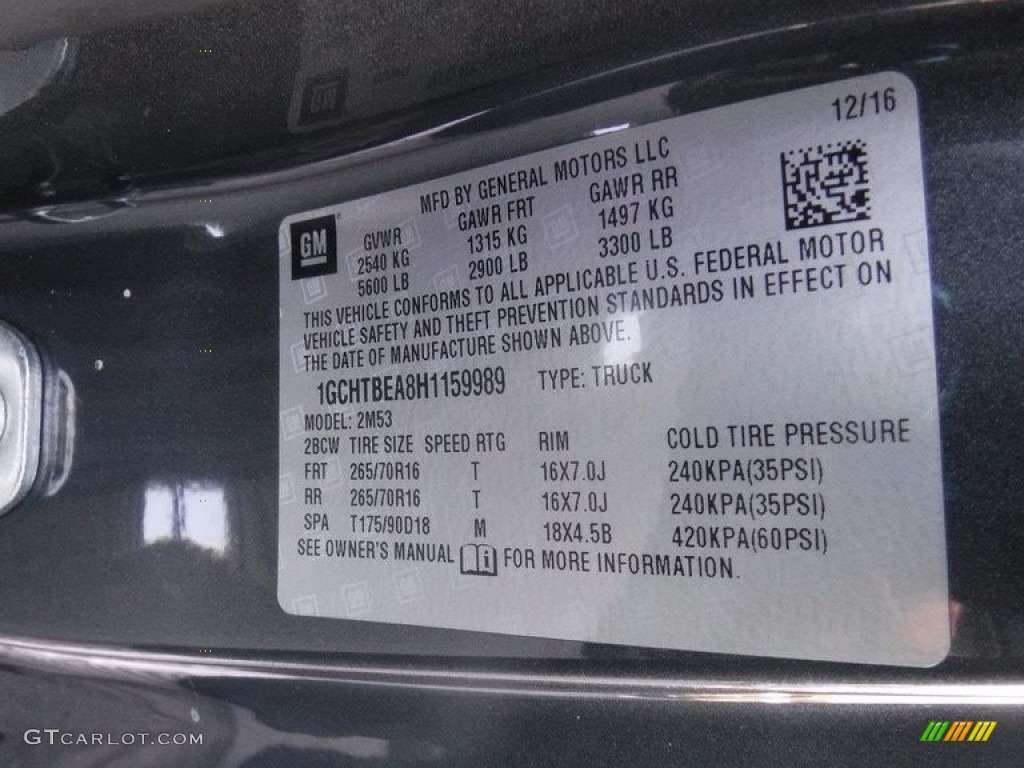 12/16
MFD BY GENERAL MOTORS LLC
GM
GVWR GAWR FRT GAWR RR
2540 KG 1315 KG 1497 KG
5600 LB 2900 LB 3300 LB
THIS VEHICLE CONFORMS TO ALL APPLICABLE U.S. FEDERAL MOTOR
VEHICLE SAFETY AND THEFT PREVENTION STANDARDS IN EFFECT ON
THE DATE OF MANUFACTURE SHOWN ABOVE.
1GCHTBEA8H1159989 TYPE: TRUCK
MODEL: 2M53
2BCW TIRE SIZE SPEED RTG RIM COLD TIRE PRESSURE
FRT 265/70R16 T 16X7.0J 240KPA(35PSI)
RR 265/70R16 T 16X7.0J 240KPA(35PSI)
SPA T175/90D18 M 18X4.5B 420KPA(60PSI)
SEE OWNER'S MANUAL FOR MORE INFORMATION.
GTCARLOT.COM